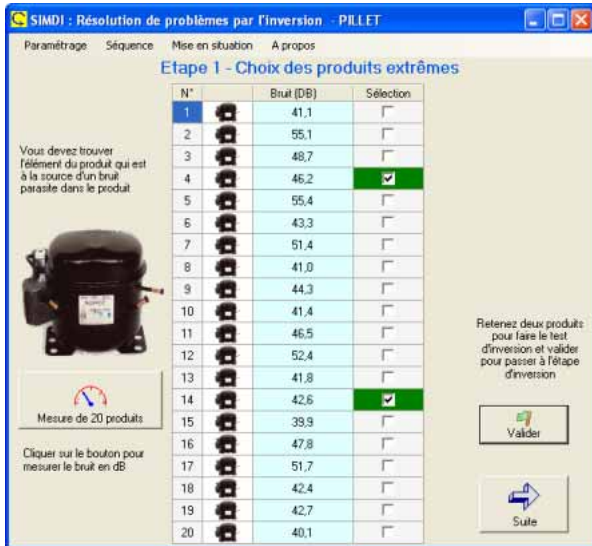 SIMDI : Résolution de problèmes par l'inversion - PILLET
Paramétrage Séquence Mise en situation A propos
Etape 1 - Choix des produits extrêmes
N° Bruit (DB) Sélection
1 41,1
2 55,1
3 48,7
4 46,2
5 55,4
6 43,3
7 51,4
8 41,0
9 44,3
10 41,4
11 46,5
12 52,4
13 41,8
14 42,6
15 39,9
16 47,8
17 51,7
18 42,4
19 42,7
20 40,1
Vous devez trouver
l'élément du produit qui est
à la source d'un bruit
parasite dans le produit
Mesure de 20 produits
Cliquer sur le bouton pour
mesurer le bruit en dB
Retenez deux produits
pour faire le test
d'inversion et valider
pour passer à l'étape
d'inversion
Valider
Suite